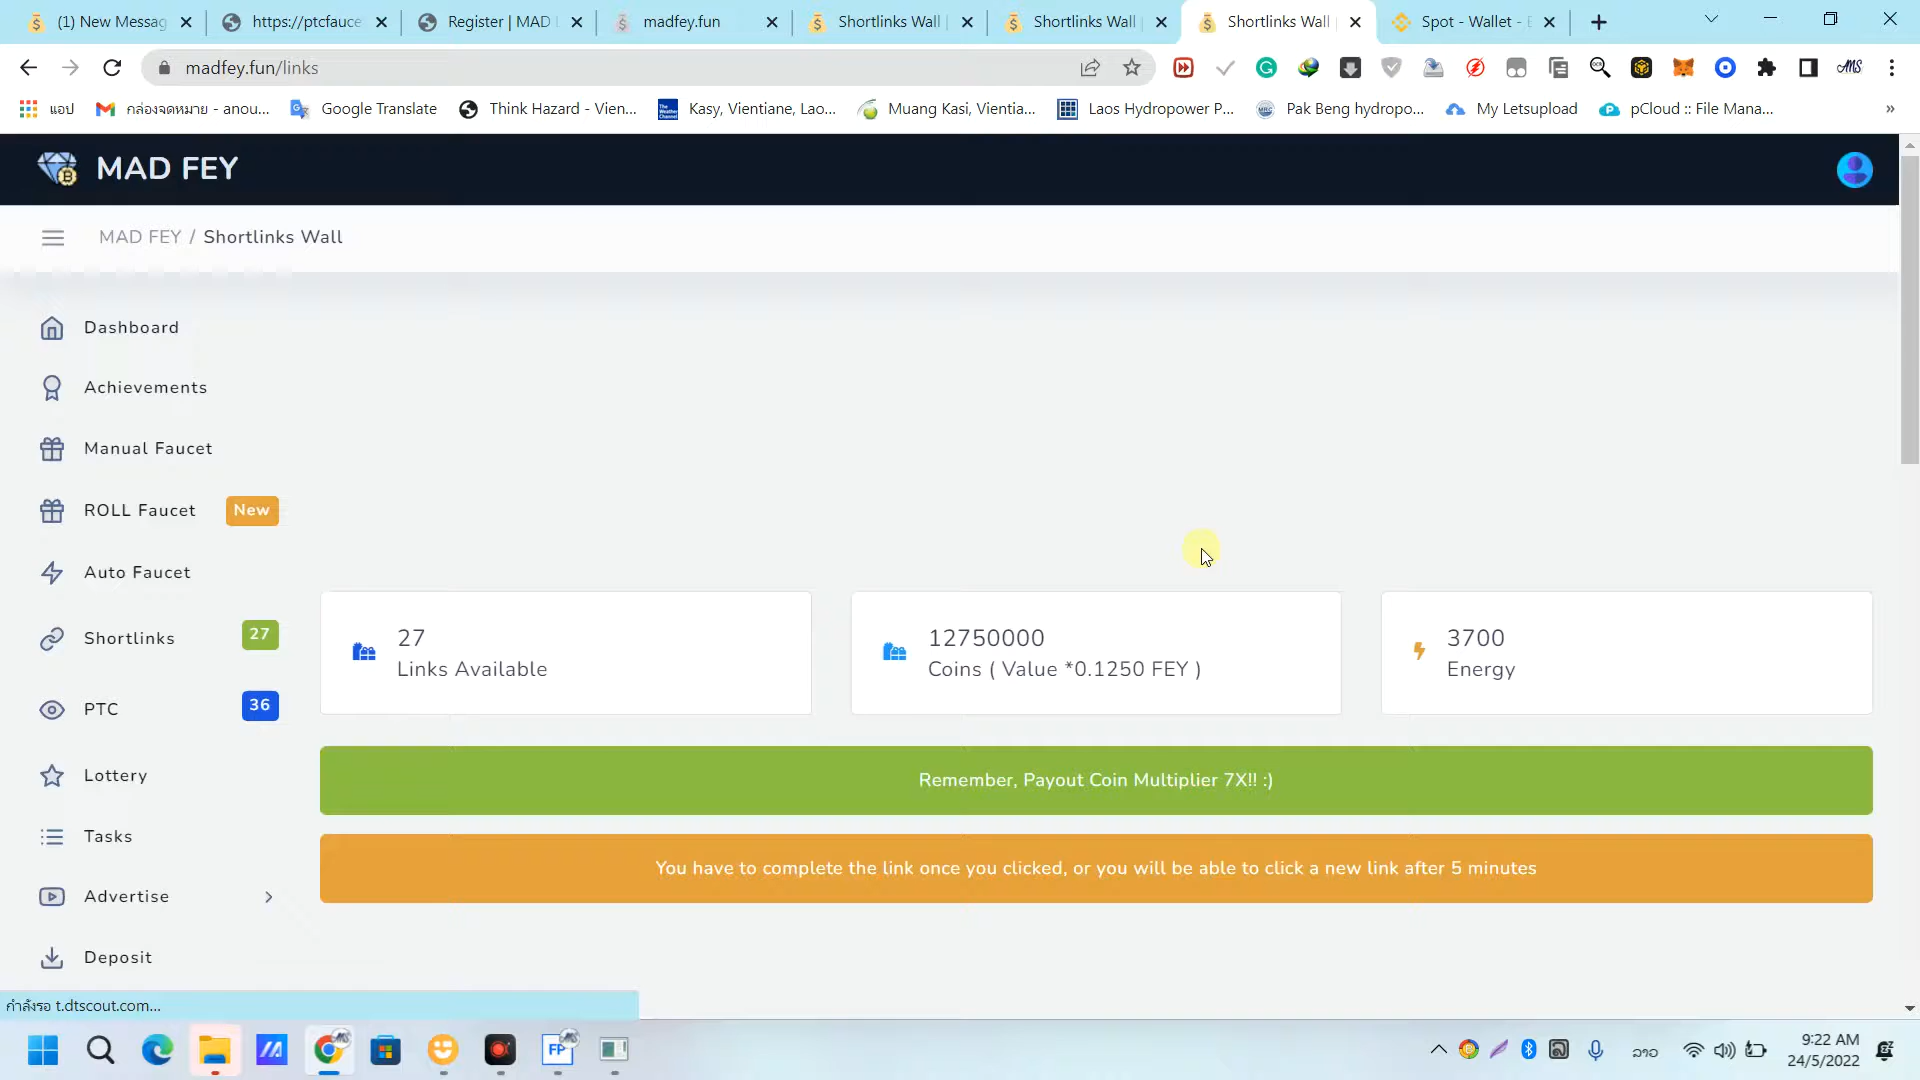 (1) New Messag
https://ptcfauce
Register | MAD
madfey.fun
Shortlinks Wall
Shortlinks Wall
Shortlinks Wall
Spot - Wallet -
madfey.fun/links
แอป
กล่องจดหมาย - anou...
Google Translate
Think Hazard - Vien...
Kasy, Vientiane, Lao...
Muang Kasi, Vientia...
Laos Hydropower P...
Pak Beng hydropo...
My Letsupload
pCloud :: File Mana...
»
MAD FEY
MAD FEY / Shortlinks Wall
Dashboard
Achievements
Manual Faucet
ROLL Faucet New
Auto Faucet
Shortlinks 27
PTC 36
Lottery
Tasks
Advertise
Deposit
27
Links Available
12750000
Coins ( Value *0.1250 FEY )
3700
Energy
Remember, Payout Coin Multiplier 7X!! :)
You have to complete the link once you clicked, or you will be able to click a new link after 5 minutes
กำลังรอ t.dtscout.com...
FP
ລາວ
9:22 AM
24/5/2022